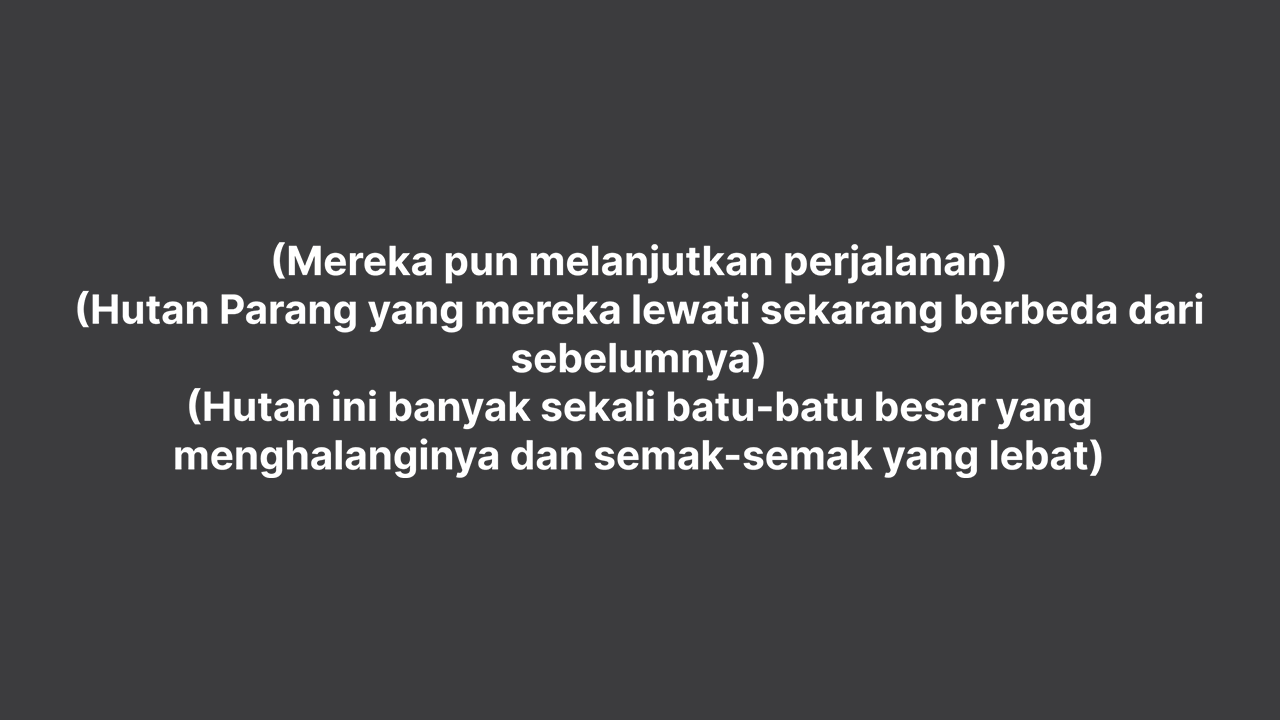 (Mereka pun melanjutkan perjalanan)
(Hutan Parang yang mereka lewati sekarang berbeda dari
sebelumnya)
(Hutan ini banyak sekali batu-batu besar yang
menghalanginya dan semak-semak yang lebat)